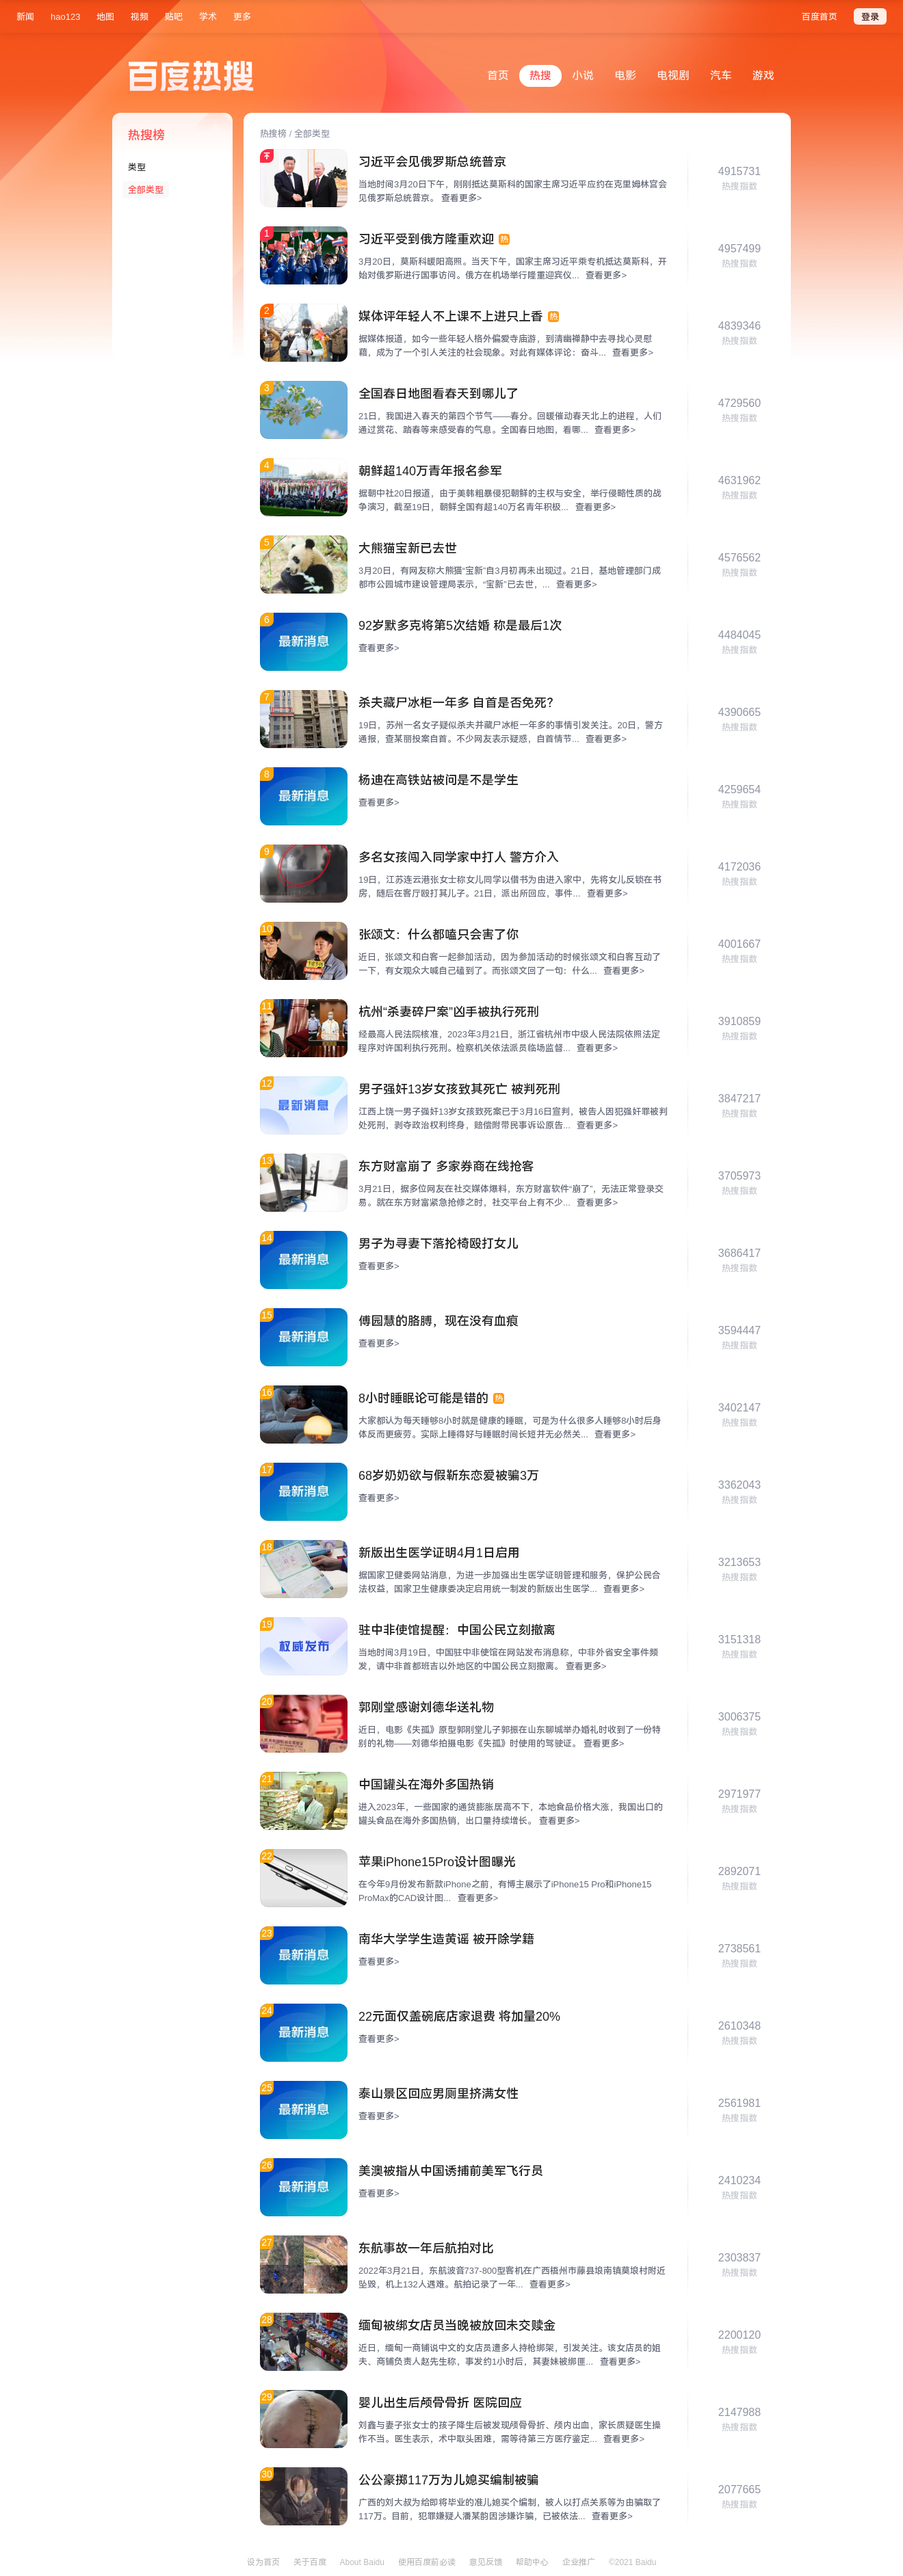 新闻 hao123 地图 视频 贴吧 学术 更多 百度首页 登录
百度热搜 首页 热搜 小说 电影 电视剧 汽车 游戏
热搜榜
类型
全部类型
热搜榜 / 全部类型
习近平会见俄罗斯总统普京
当地时间3月20日下午，刚刚抵达莫斯科的国家主席习近平应约在克里姆林宫会
见俄罗斯总统普京。 查看更多>
4915731
热搜指数
1
习近平受到俄方隆重欢迎 热
3月20日，莫斯科暖阳高照。当天下午，国家主席习近平乘专机抵达莫斯科，开
始对俄罗斯进行国事访问。俄方在机场举行隆重迎宾仪... 查看更多>
4957499
热搜指数
2
媒体评年轻人不上课不上进只上香 热
据媒体报道，如今一些年轻人格外偏爱寺庙游，到清幽禅静中去寻找心灵慰
藉，成为了一个引人关注的社会现象。对此有媒体评论：奋斗... 查看更多>
4839346
热搜指数
3
全国春日地图看春天到哪儿了
21日，我国进入春天的第四个节气——春分。回暖催动春天北上的进程，人们
通过赏花、踏春等来感受春的气息。全国春日地图，看哪... 查看更多>
4729560
热搜指数
4
朝鲜超140万青年报名参军
据朝中社20日报道，由于美韩粗暴侵犯朝鲜的主权与安全，举行侵略性质的战
争演习，截至19日，朝鲜全国有超140万名青年积极... 查看更多>
4631962
热搜指数
5
大熊猫宝新已去世
3月20日，有网友称大熊猫“宝新”自3月初再未出现过。21日，基地管理部门成
都市公园城市建设管理局表示，“宝新”已去世，... 查看更多>
4576562
热搜指数
6
最新消息
92岁默多克将第5次结婚 称是最后1次
查看更多>
4484045
热搜指数
7
杀夫藏尸冰柜一年多 自首是否免死？
19日，苏州一名女子疑似杀夫并藏尸冰柜一年多的事情引发关注。20日，警方
通报，查某丽投案自首。不少网友表示疑惑，自首情节... 查看更多>
4390665
热搜指数
8
最新消息
杨迪在高铁站被问是不是学生
查看更多>
4259654
热搜指数
9
多名女孩闯入同学家中打人 警方介入
19日，江苏连云港张女士称女儿同学以借书为由进入家中，先将女儿反锁在书
房，随后在客厅殴打其儿子。21日，派出所回应，事件... 查看更多>
4172036
热搜指数
10
张颂文：什么都嗑只会害了你
近日，张颂文和白客一起参加活动，因为参加活动的时候张颂文和白客互动了
一下，有女观众大喊自己磕到了。而张颂文回了一句：什么... 查看更多>
4001667
热搜指数
11
杭州“杀妻碎尸案”凶手被执行死刑
经最高人民法院核准，2023年3月21日，浙江省杭州市中级人民法院依照法定
程序对许国利执行死刑。检察机关依法派员临场监督... 查看更多>
3910859
热搜指数
12
最新消息
男子强奸13岁女孩致其死亡 被判死刑
江西上饶一男子强奸13岁女孩致死案已于3月16日宣判，被告人因犯强奸罪被判
处死刑，剥夺政治权利终身，赔偿附带民事诉讼原告... 查看更多>
3847217
热搜指数
13
东方财富崩了 多家券商在线抢客
3月21日，据多位网友在社交媒体爆料，东方财富软件“崩了”，无法正常登录交
易。就在东方财富紧急抢修之时，社交平台上有不少... 查看更多>
3705973
热搜指数
14
最新消息
男子为寻妻下落抡椅殴打女儿
查看更多>
3686417
热搜指数
15
最新消息
傅园慧的胳膊，现在没有血痕
查看更多>
3594447
热搜指数
16
8小时睡眠论可能是错的 热
大家都认为每天睡够8小时就是健康的睡眠，可是为什么很多人睡够8小时后身
体反而更疲劳。实际上睡得好与睡眠时间长短并无必然关... 查看更多>
3402147
热搜指数
17
最新消息
68岁奶奶欲与假靳东恋爱被骗3万
查看更多>
3362043
热搜指数
18
新版出生医学证明4月1日启用
据国家卫健委网站消息，为进一步加强出生医学证明管理和服务，保护公民合
法权益，国家卫生健康委决定启用统一制发的新版出生医学... 查看更多>
3213653
热搜指数
19
权威发布
驻中非使馆提醒：中国公民立刻撤离
当地时间3月19日，中国驻中非使馆在网站发布消息称，中非外省安全事件频
发，请中非首都班吉以外地区的中国公民立刻撤离。 查看更多>
3151318
热搜指数
20
郭刚堂感谢刘德华送礼物
近日，电影《失孤》原型郭刚堂儿子郭振在山东聊城举办婚礼时收到了一份特
别的礼物——刘德华拍摄电影《失孤》时使用的驾驶证。 查看更多>
3006375
热搜指数
21
中国罐头在海外多国热销
进入2023年，一些国家的通货膨胀居高不下，本地食品价格大涨，我国出口的
罐头食品在海外多国热销，出口量持续增长。 查看更多>
2971977
热搜指数
22
苹果iPhone15Pro设计图曝光
在今年9月份发布新款iPhone之前，有博主展示了iPhone15 Pro和iPhone15
ProMax的CAD设计图... 查看更多>
2892071
热搜指数
23
最新消息
南华大学学生造黄谣 被开除学籍
查看更多>
2738561
热搜指数
24
最新消息
22元面仅盖碗底店家退费 将加量20%
查看更多>
2610348
热搜指数
25
最新消息
泰山景区回应男厕里挤满女性
查看更多>
2561981
热搜指数
26
最新消息
美澳被指从中国诱捕前美军飞行员
查看更多>
2410234
热搜指数
27
东航事故一年后航拍对比
2022年3月21日，东航波音737-800型客机在广西梧州市藤县埌南镇莫埌村附近
坠毁，机上132人遇难。航拍记录了一年... 查看更多>
2303837
热搜指数
28
缅甸被绑女店员当晚被放回未交赎金
近日，缅甸一商铺说中文的女店员遭多人持枪绑架，引发关注。该女店员的姐
夫、商铺负责人赵先生称，事发约1小时后，其妻妹被绑匪... 查看更多>
2200120
热搜指数
29
婴儿出生后颅骨骨折 医院回应
刘鑫与妻子张女士的孩子降生后被发现颅骨骨折、颅内出血，家长质疑医生操
作不当。医生表示，术中取头困难，需等待第三方医疗鉴定... 查看更多>
2147988
热搜指数
30
公公豪掷117万为儿媳买编制被骗
广西的刘大叔为给即将毕业的准儿媳买个编制，被人以打点关系等为由骗取了
117万。目前，犯罪嫌疑人潘某韵因涉嫌诈骗，已被依法... 查看更多>
2077665
热搜指数
设为首页 关于百度 About Baidu 使用百度前必读 意见反馈 帮助中心 企业推广 ©2021 Baidu